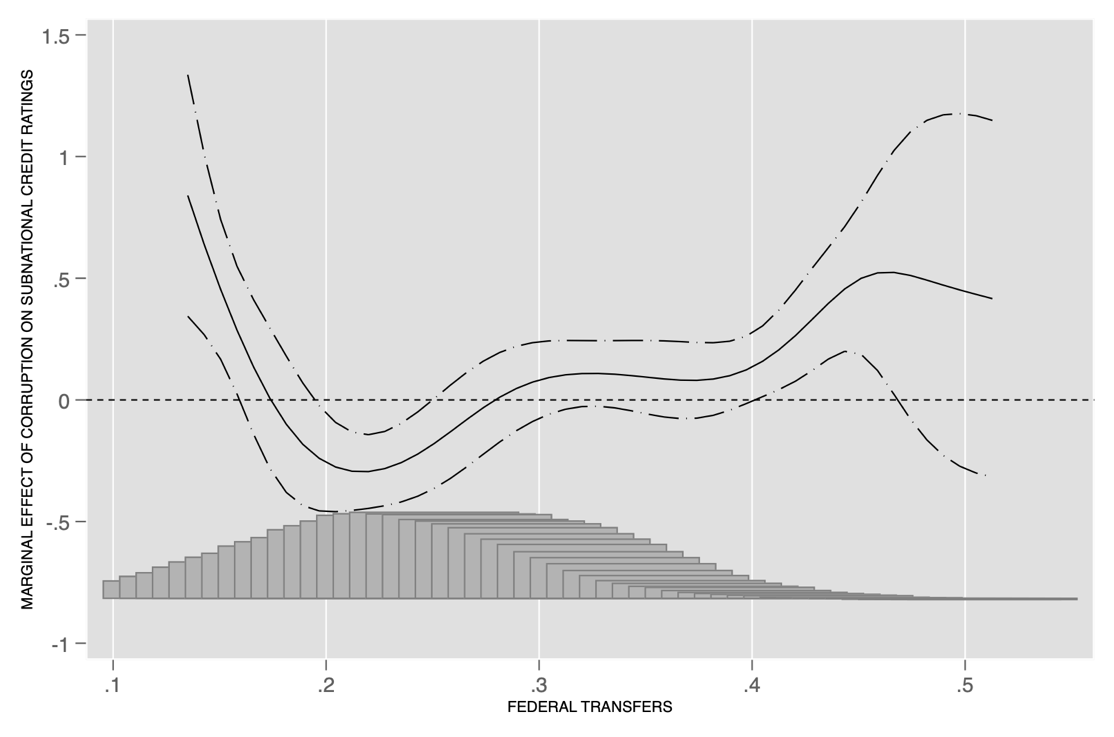 MARGINAL EFFECT OF CORRUPTION ON SUBNATIONAL CREDIT RATINGS
1.5
1
.5
0
-.5
-1
.1 .2 .3 .4 .5
FEDERAL TRANSFERS